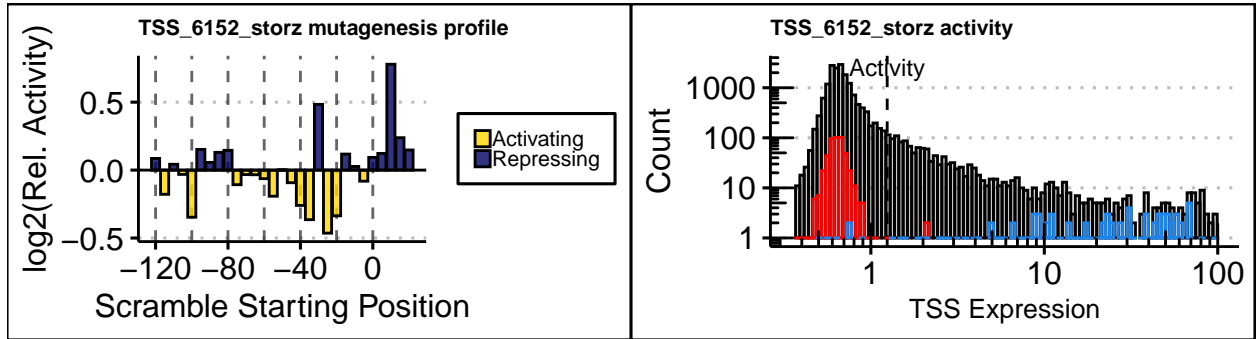 TSS_6152_storz mutagenesis profile
log2(Rel. Activity)
0.5
0.0
−0.5
−120 −80 −40 0
Scramble Starting Position
Activating
Repressing
TSS_6152_storz activity
Activity
Count
1000
100
10
1
1 10 100
TSS Expression